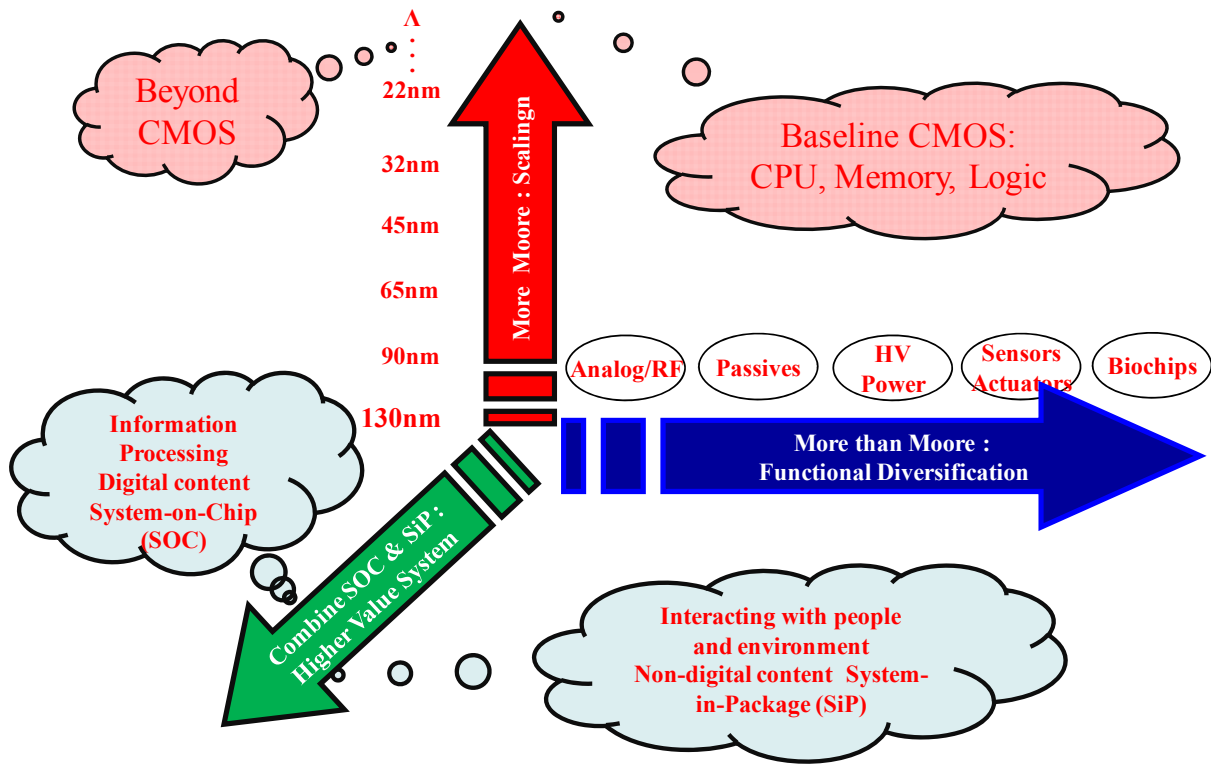 Λ
Beyond
CMOS
22nm
32nm
45nm
65nm
90nm
130nm
More Moore : Scalingn
Baseline CMOS:
CPU, Memory, Logic
Analog/RF
Passives
HV
Power
Sensors
Actuators
Biochips
More than Moore :
Functional Diversification
Information
Processing
Digital content
System-on-Chip
(SOC)
Combine SOC & SiP :
Higher Value System
Interacting with people
and environment
Non-digital content System-
in-Package (SiP)